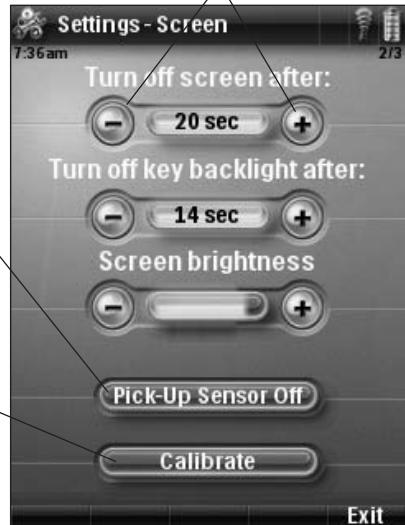 Settings - Screen
7:36am
2/3
Turn off screen after:
20 sec
Turn off key backlight after:
14 sec
Screen brightness
Pick-Up Sensor Off
Calibrate
Exit